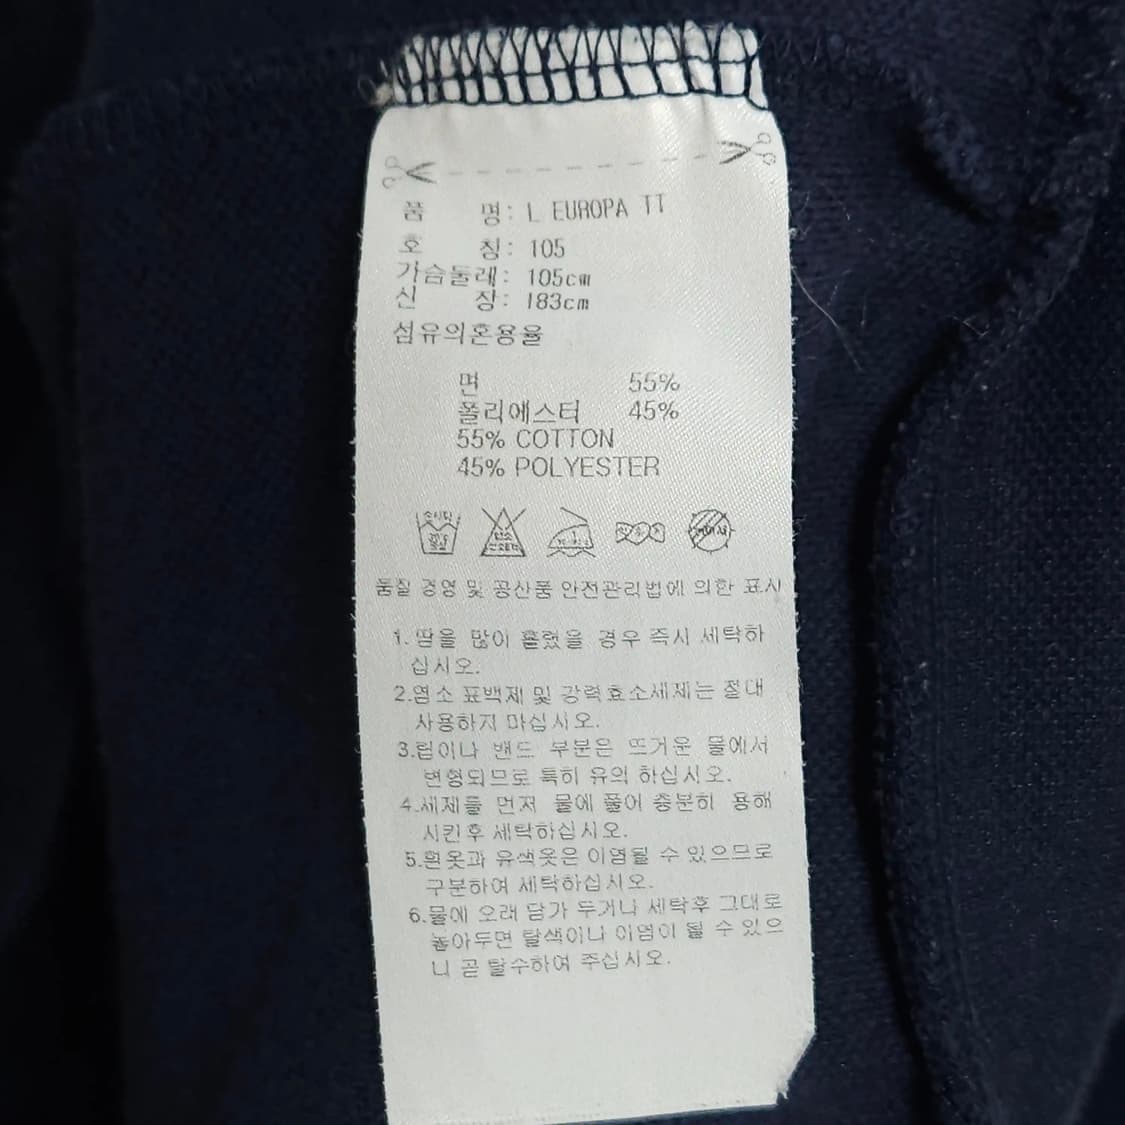 품 명: L EUROPA TT
호 칭: 105
가슴둘레: 105cm
신 장: 183cm
섬유의혼용율
면 55%
폴리에스터 45%
55% COTTON
45% POLYESTER
품질 경영 및 공산품 안전관리법에 의한 표시
1. 땀을 많이 흘렸을 경우 즉시 세탁하
십시오.
2.염소 표백제 및 강력효소세제는 절대
사용하지 마십시오.
3.립이나 밴드 부분은 뜨거운 물에서
변형되므로 특히 유의 하십시오.
4.세제를 먼저 물에 풀어 충분히 용해
시킨후 세탁하십시오.
5.흰옷과 유색옷은 이염될 수 있으므로
구분하여 세탁하십시오.
6.물에 오래 담가 두거나 세탁후 그대로
놓아두면 탈색이나 이염이 될 수 있으
니 곧 탈수하여 주십시오.